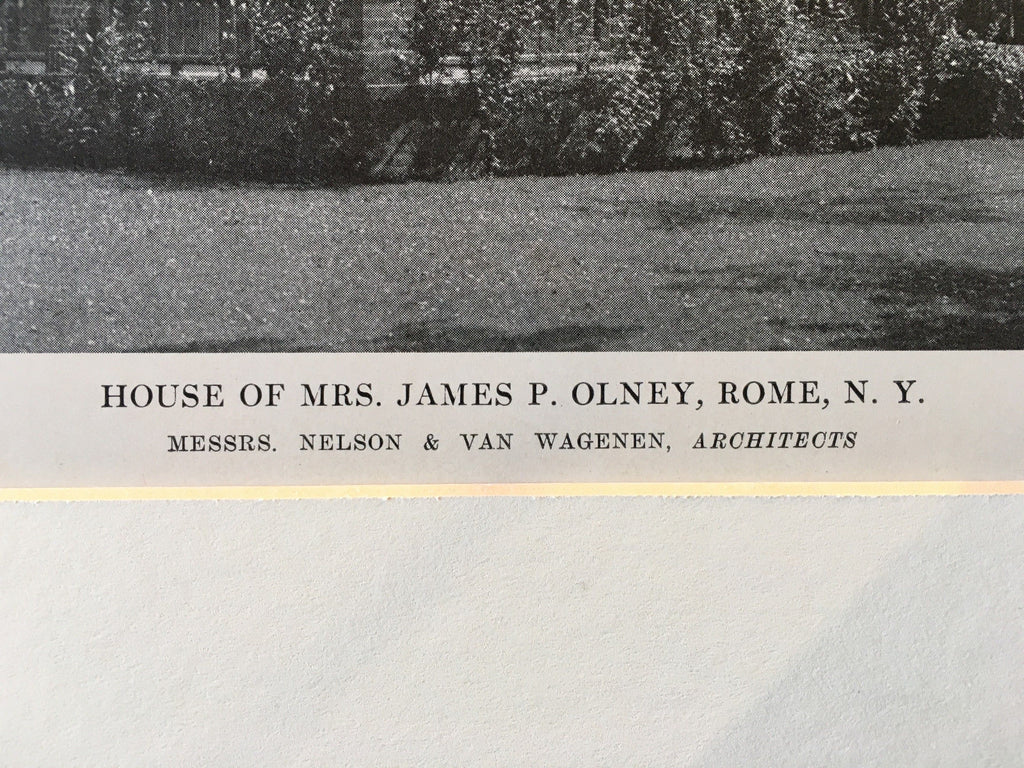 HOUSE OF MRS. JAMES P. OLNEY, ROME, N. Y.
MESSRS. NELSON & VAN WAGENEN, ARCHITECTS